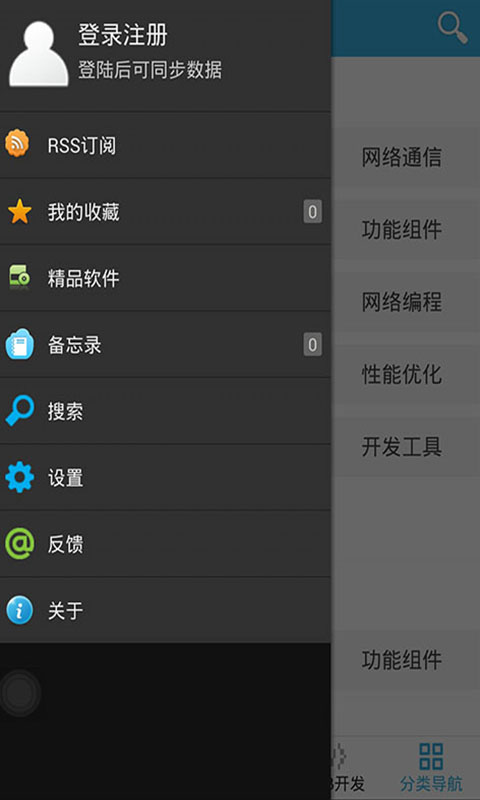 登录注册
登陆后可同步数据
RSS订阅
我的收藏
0
精品软件
备忘录
0
搜索
设置
反馈
关于
网络通信
功能组件
网络编程
性能优化
开发工具
功能组件
开发
分类导航